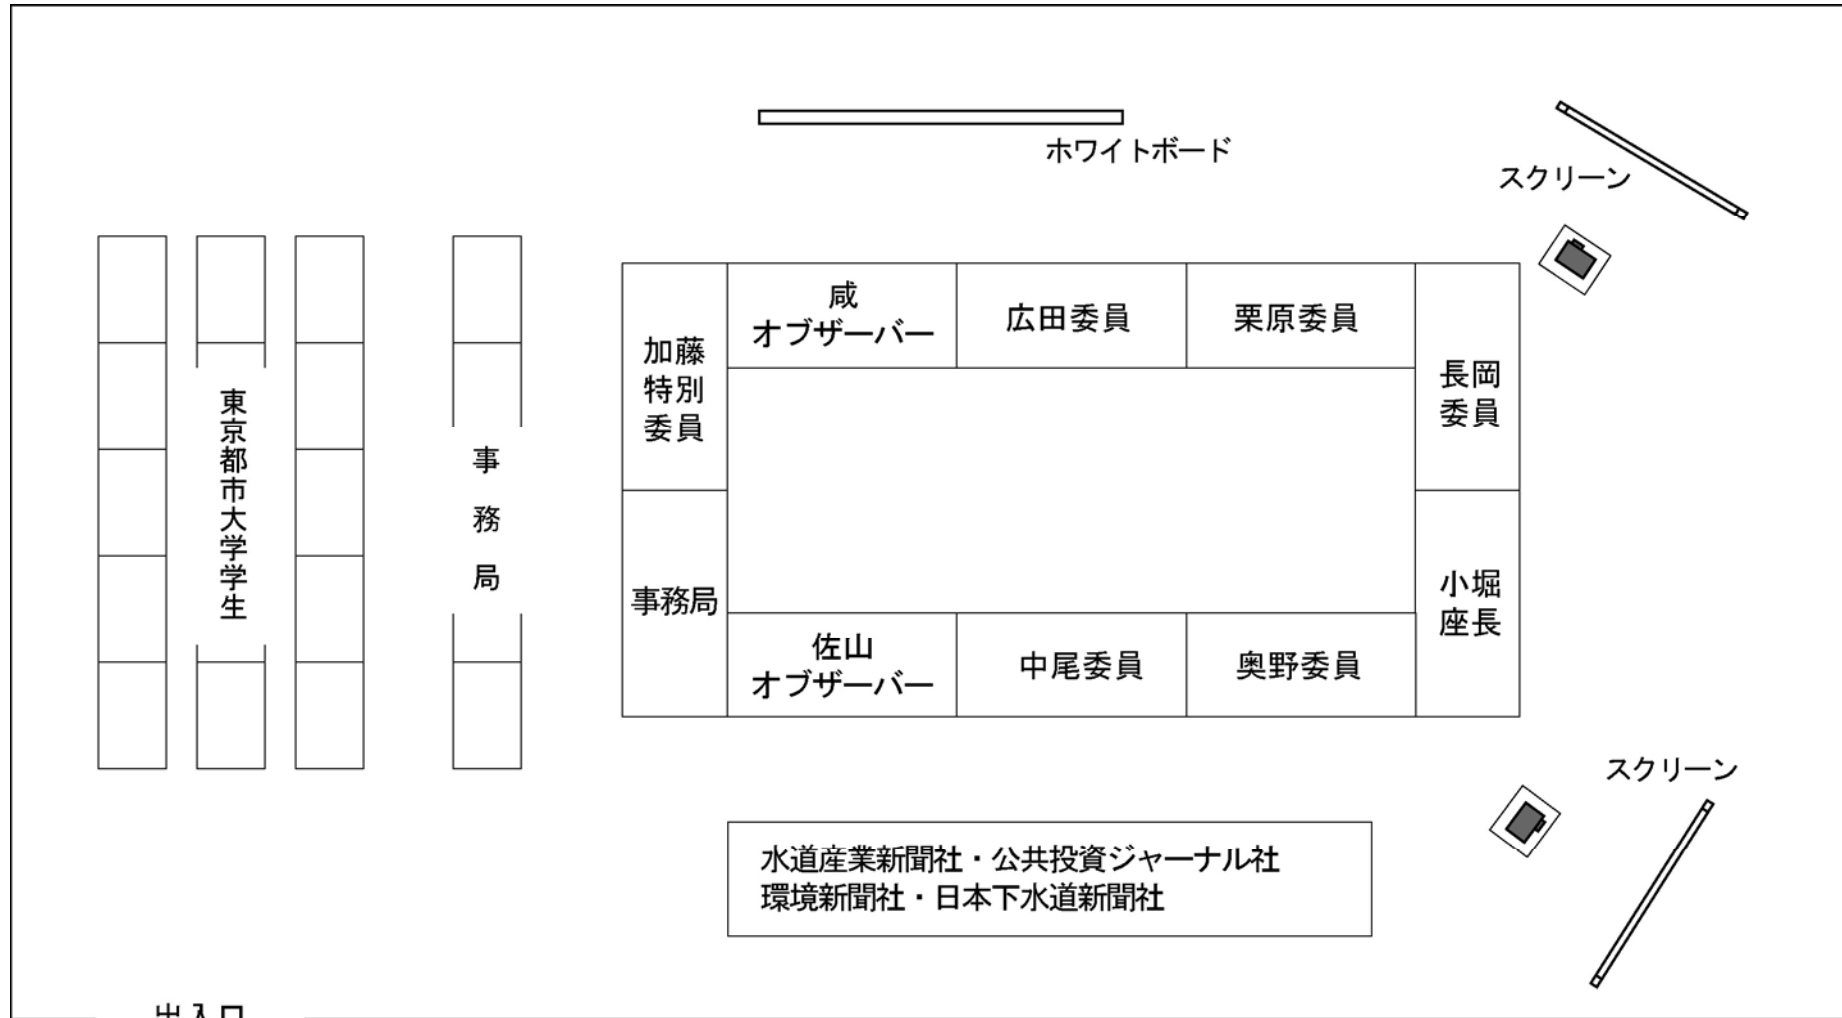 ホワイトボード
スクリーン
咸
オブザーバー
広田委員
栗原委員
加藤
特別
委員
長岡
委員
東京都市大学学生
事務局
事務局
小堀
座長
佐山
オブザーバー
中尾委員
奥野委員
スクリーン
水道産業新聞社・公共投資ジャーナル社
環境新聞社・日本下水道新聞社
出入口